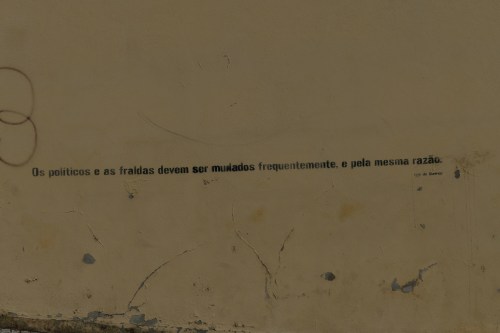 Os políticos e as fraldas devem ser mudados frequentemente, e pela mesma razão.